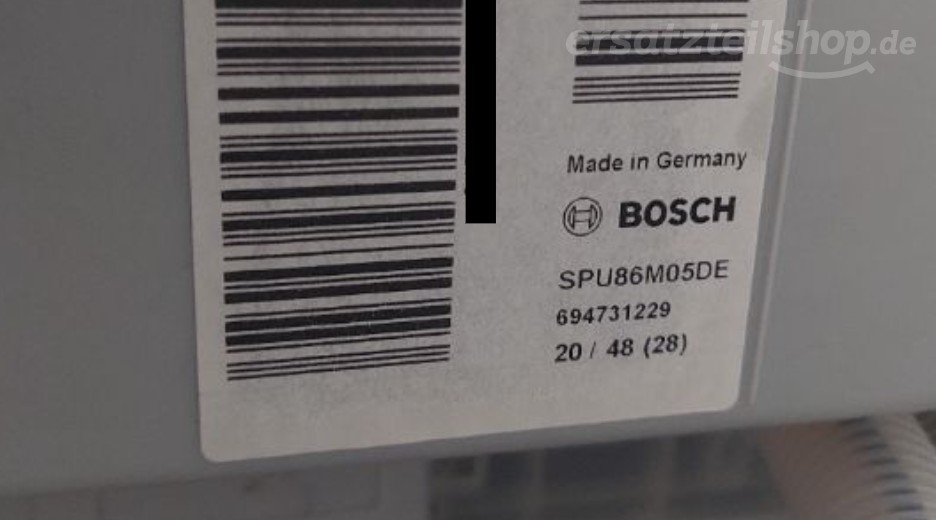 ersatzteilshop.de
Made in Germany
BOSCH
SPU86M05DE
694731229
20 / 48 (28)